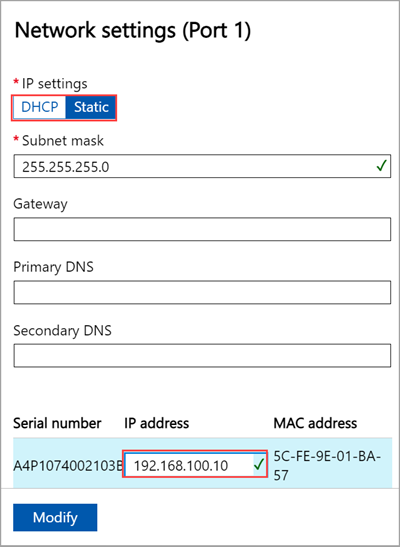 Network settings (Port 1)
* IP settings
DHCP Static
* Subnet mask
255.255.255.0
Gateway
Primary DNS
Secondary DNS
Serial number IP address MAC address
A4P1074002103B 192.168.100.10 5C-FE-9E-01-BA-
57
Modify